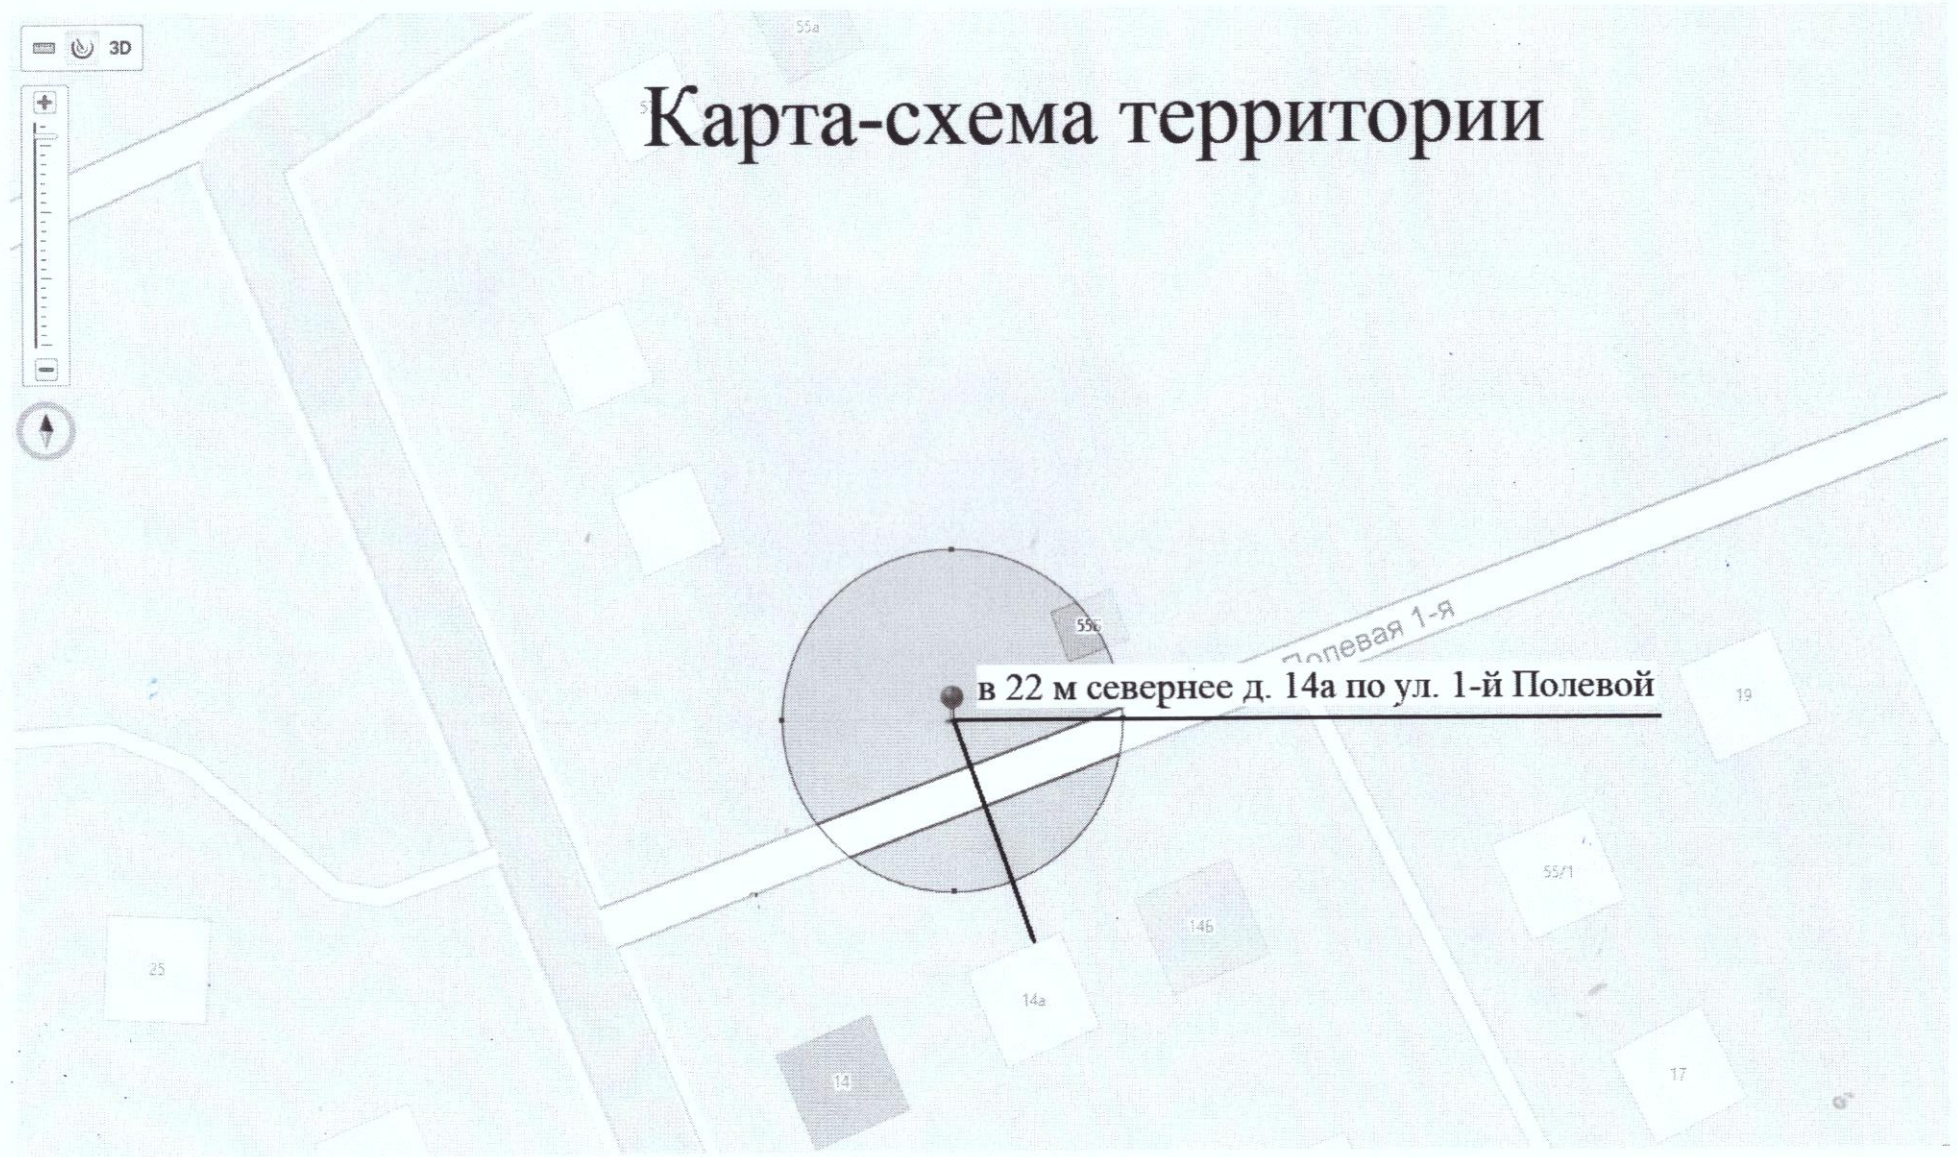 3D
55а
Карта-схема территории
55Б
Полевая 1-я
в 22 м севернее д. 14а по ул. 1-й Полевой
19
55/1
14Б
25
14а
14
17